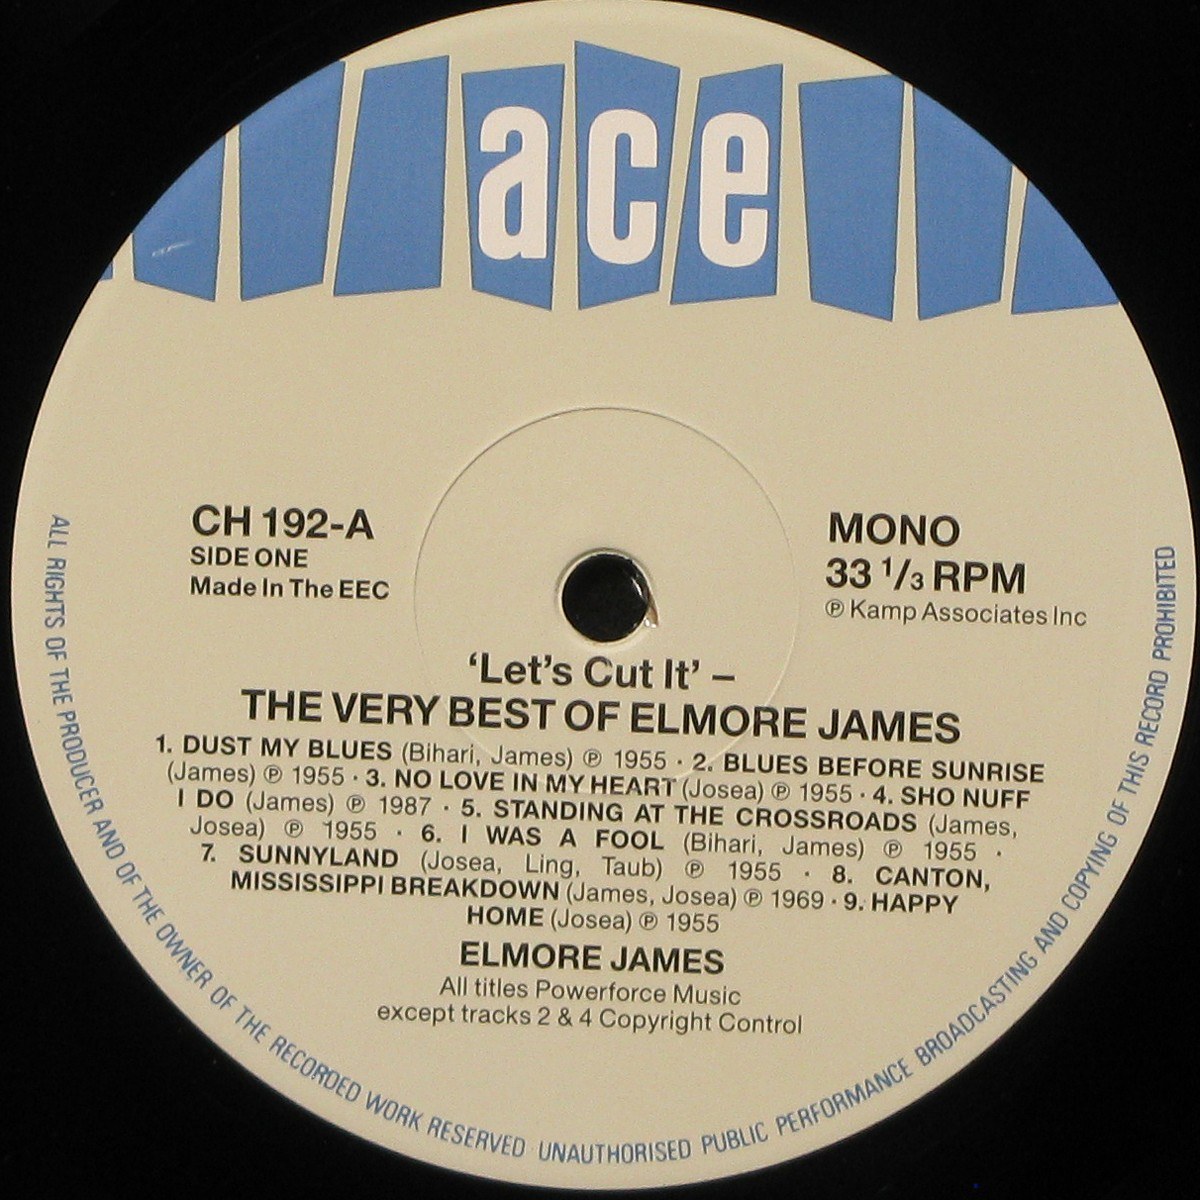 ace
CH 192-A
SIDE ONE
Made In The EEC
MONO
33 1/3 RPM
℗ Kamp Associates Inc
‘Let’s Cut It’ –
THE VERY BEST OF ELMORE JAMES
1. DUST MY BLUES (Bihari, James) ℗ 1955 · 2. BLUES BEFORE SUNRISE
(James) ℗ 1955 · 3. NO LOVE IN MY HEART (Josea) ℗ 1955 · 4. SHO NUFF
I DO (James) ℗ 1987 · 5. STANDING AT THE CROSSROADS (James,
Josea) ℗ 1955 · 6. I WAS A FOOL (Bihari, James) ℗ 1955 ·
7. SUNNYLAND (Josea, Ling, Taub) ℗ 1955 · 8. CANTON,
MISSISSIPPI BREAKDOWN (James, Josea) ℗ 1969 · 9. HAPPY
HOME (Josea) ℗ 1955
ELMORE JAMES
All titles Powerforce Music
except tracks 2 & 4 Copyright Control
ALL RIGHTS OF THE PRODUCER AND OF THE OWNER OF THE RECORDED WORK RESERVED UNAUTHORISED PUBLIC PERFORMANCE BROADCASTING AND COPYING OF THIS RECORD PROHIBITED